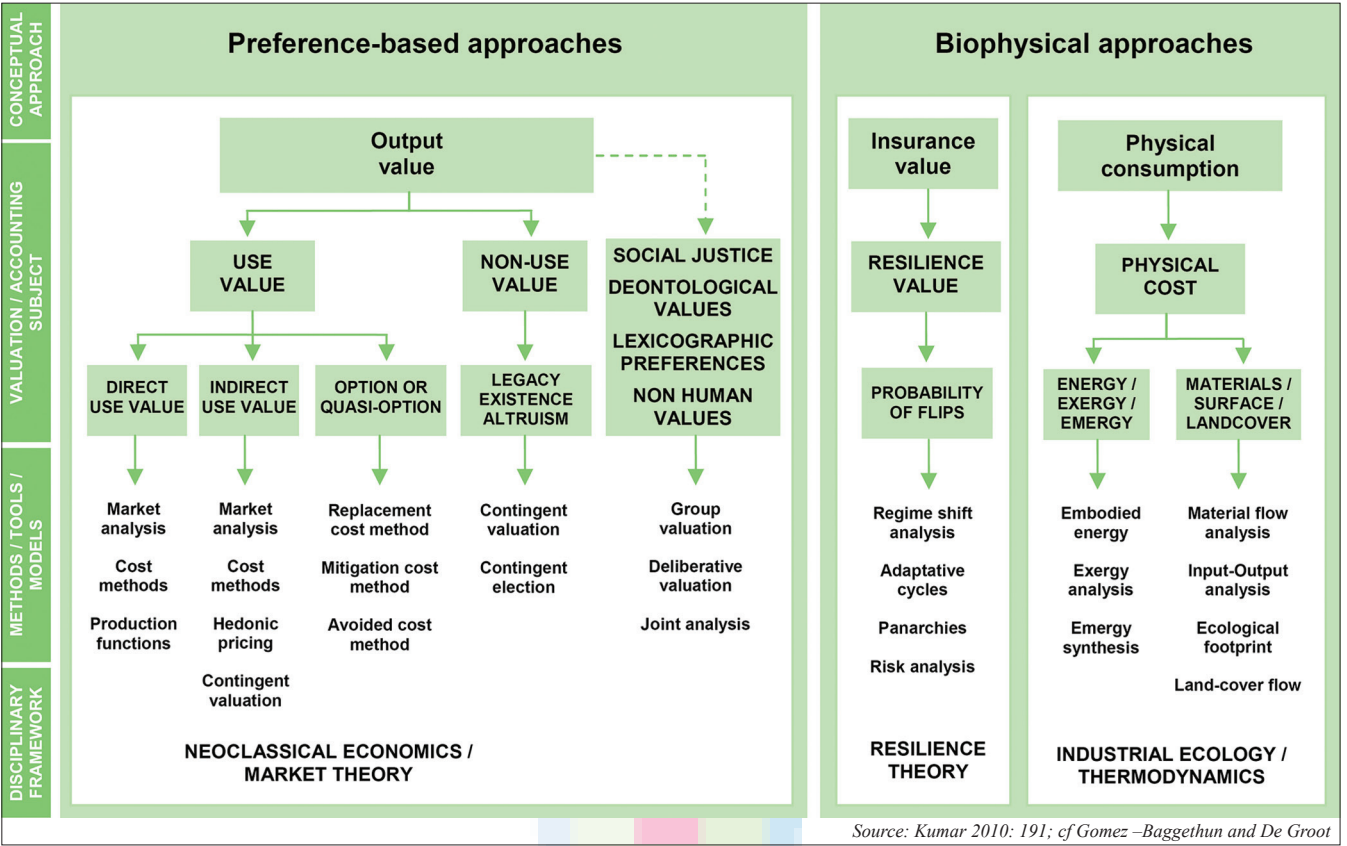 CONCEPTUAL
APPROACH
Preference-based approaches
Biophysical approaches
VALUATION / ACCOUNTING
SUBJECT
Output
value
USE
VALUE
NON-USE
VALUE
SOCIAL JUSTICE
DEONTOLOGICAL
VALUES
LEXICOGRAPHIC
PREFERENCES
NON HUMAN
VALUES
DIRECT
USE VALUE
INDIRECT
USE VALUE
OPTION OR
QUASI-OPTION
LEGACY
EXISTENCE
ALTRUISM
Insurance
value
RESILIENCE
VALUE
PROBABILITY
OF FLIPS
Physical
consumption
PHYSICAL
COST
ENERGY /
EXERGY /
EMERGY
MATERIALS /
SURFACE /
LANDCOVER
METHODS / TOOLS /
MODELS
Market
analysis
Cost
methods
Production
functions
Market
analysis
Cost
methods
Hedonic
pricing
Contingent
valuation
Replacement
cost method
Mitigation cost
method
Avoided cost
method
Contingent
valuation
Contingent
election
Group
valuation
Deliberative
valuation
Joint analysis
Regime shift
analysis
Adaptative
cycles
Panarchies
Risk analysis
Embodied
energy
Exergy
analysis
Emergy
synthesis
Material flow
analysis
Input-Output
analysis
Ecological
footprint
Land-cover flow
DISCIPLINARY
FRAMEWORK
NEOCLASSICAL ECONOMICS /
MARKET THEORY
RESILIENCE
THEORY
INDUSTRIAL ECOLOGY /
THERMODYNAMICS
Source: Kumar 2010: 191; cf Gomez –Baggethun and De Groot